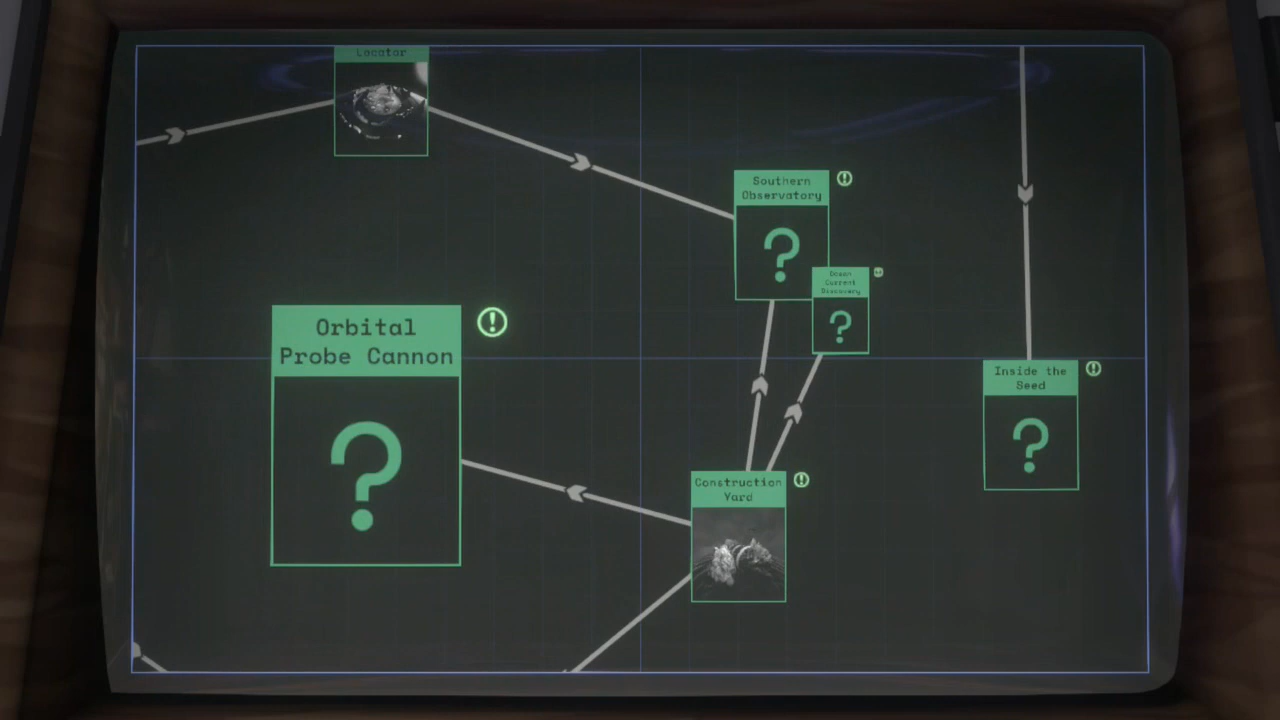 Locator
Southern
Observatory
?
Ocean
Current
Discovery
?
Orbital
Probe Cannon
?
Inside the
Seed
?
Construction
Yard